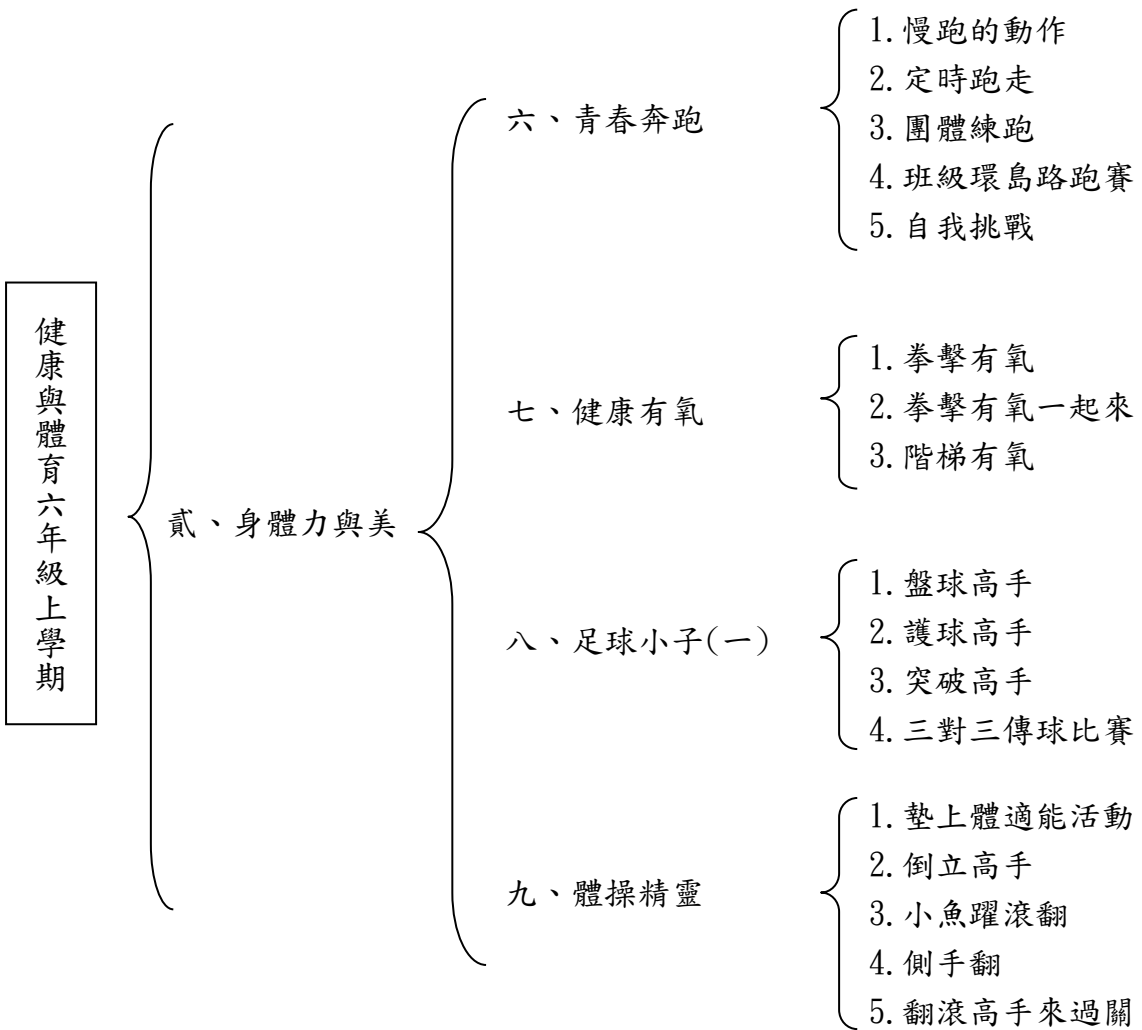 健康與體育六年級上學期
貳、身體力與美
六、青春奔跑
1.慢跑的動作
2.定時跑走
3.團體練跑
4.班級環島路跑賽
5.自我挑戰
七、健康有氧
1.拳擊有氧
2.拳擊有氧一起來
3.階梯有氧
八、足球小子(一)
1.盤球高手
2.護球高手
3.突破高手
4.三對三傳球比賽
九、體操精靈
1.墊上體適能活動
2.倒立高手
3.小魚躍滾翻
4.側手翻
5.翻滾高手來過關